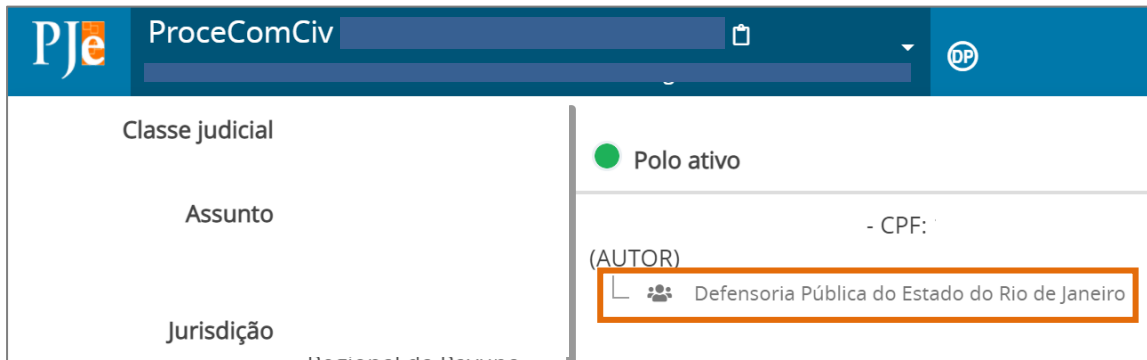 PJe
ProceComCiv
DP
Classe judicial
Assunto
Jurisdição
Polo ativo
- CPF:
(AUTOR)
Defensoria Pública do Estado do Rio de Janeiro